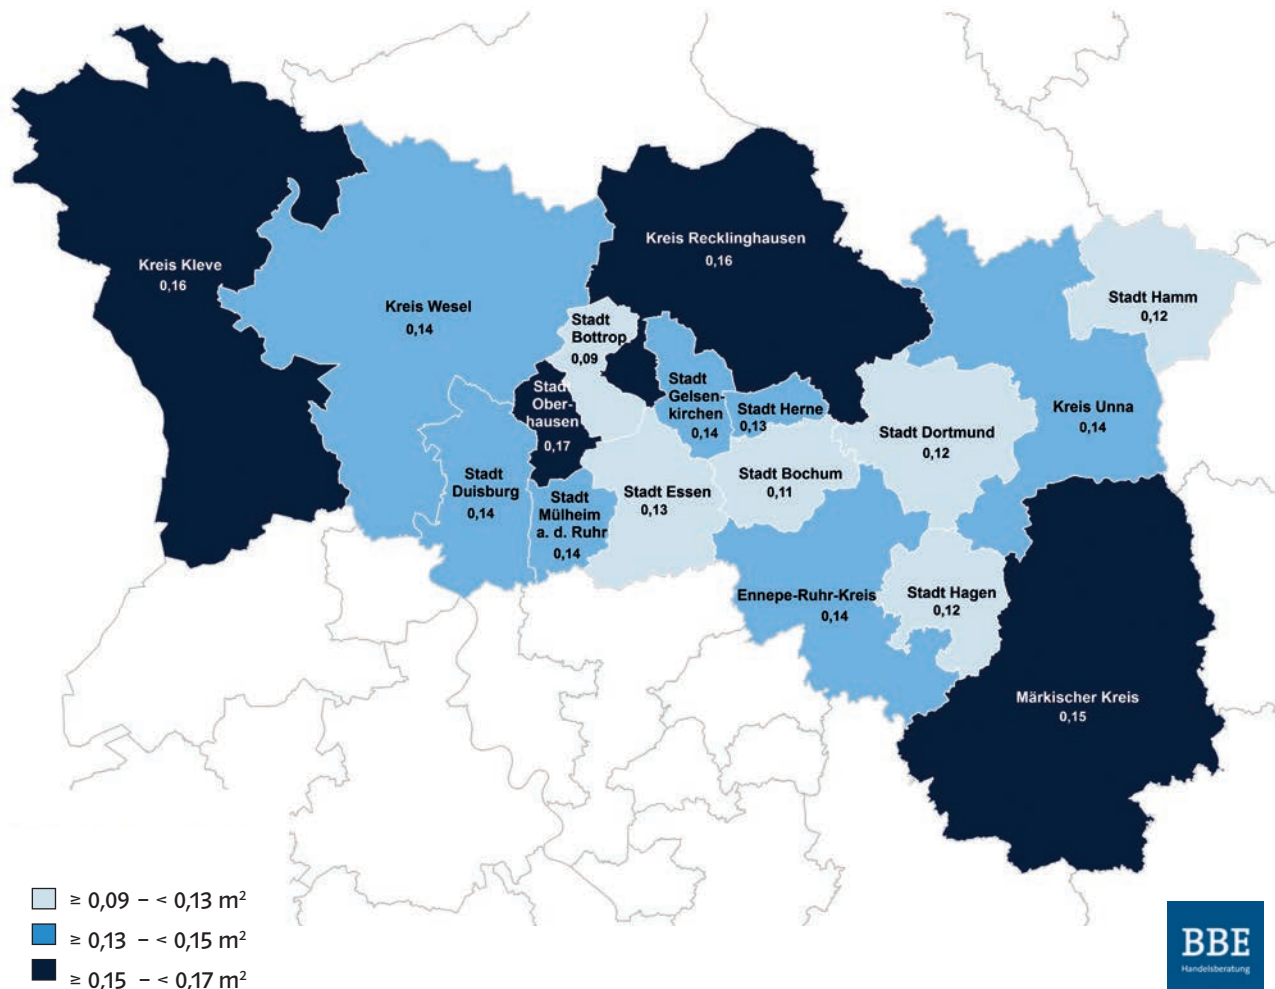 Kreis Kleve
0,16
Kreis Wesel
0,14
Kreis Recklinghausen
0,16
Stadt Hamm
0,12
Stadt
Bottrop
0,09
Stadt
Ober-
hausen
0,17
Stadt
Gelsen-
kirchen
0,14
Stadt Herne
0,13
Stadt Dortmund
0,12
Kreis Unna
0,14
Stadt
Duisburg
0,14
Stadt
Mülheim
a. d. Ruhr
0,14
Stadt Essen
0,13
Stadt Bochum
0,11
Ennepe-Ruhr-Kreis
0,14
Stadt Hagen
0,12
Märkischer Kreis
0,15
≥ 0,09 – < 0,13 m²
≥ 0,13 – < 0,15 m²
≥ 0,15 – < 0,17 m²
BBE
Handelsberatung